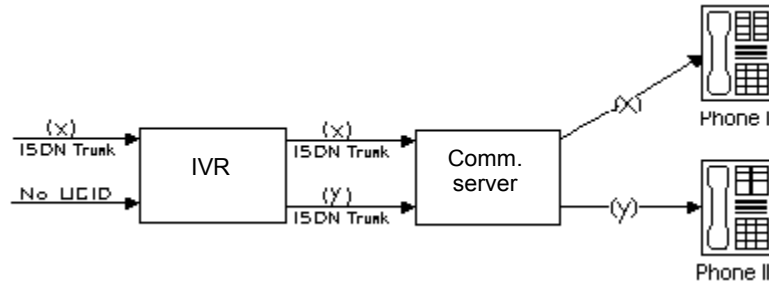 (x)
ISDN Trunk
No UCID
IVR
(x)
ISDN Trunk
(y)
ISDN Trunk
Comm.
server
(x)
(y)
Phone I
Phone II